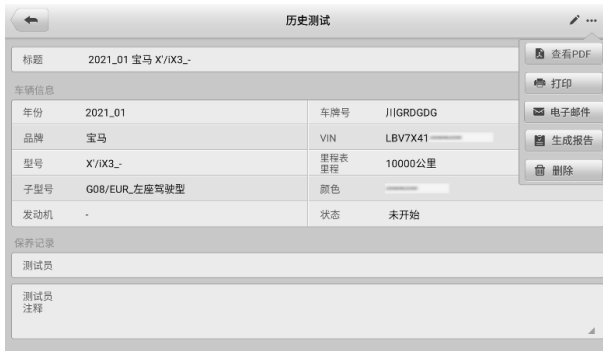 历史测试
标题 2021_01 宝马 X'/iX3_-
查看PDF
打印
电子邮件
生成报告
删除
车辆信息
年份 2021_01 车牌号 川GRDGDG
品牌 宝马 VIN LBV7X41
型号 X'/iX3_- 里程表
里程 10000公里
子型号 G08/EUR_左座驾驶型 颜色
发动机 - 状态 未开始
保养记录
测试员
测试员
注释